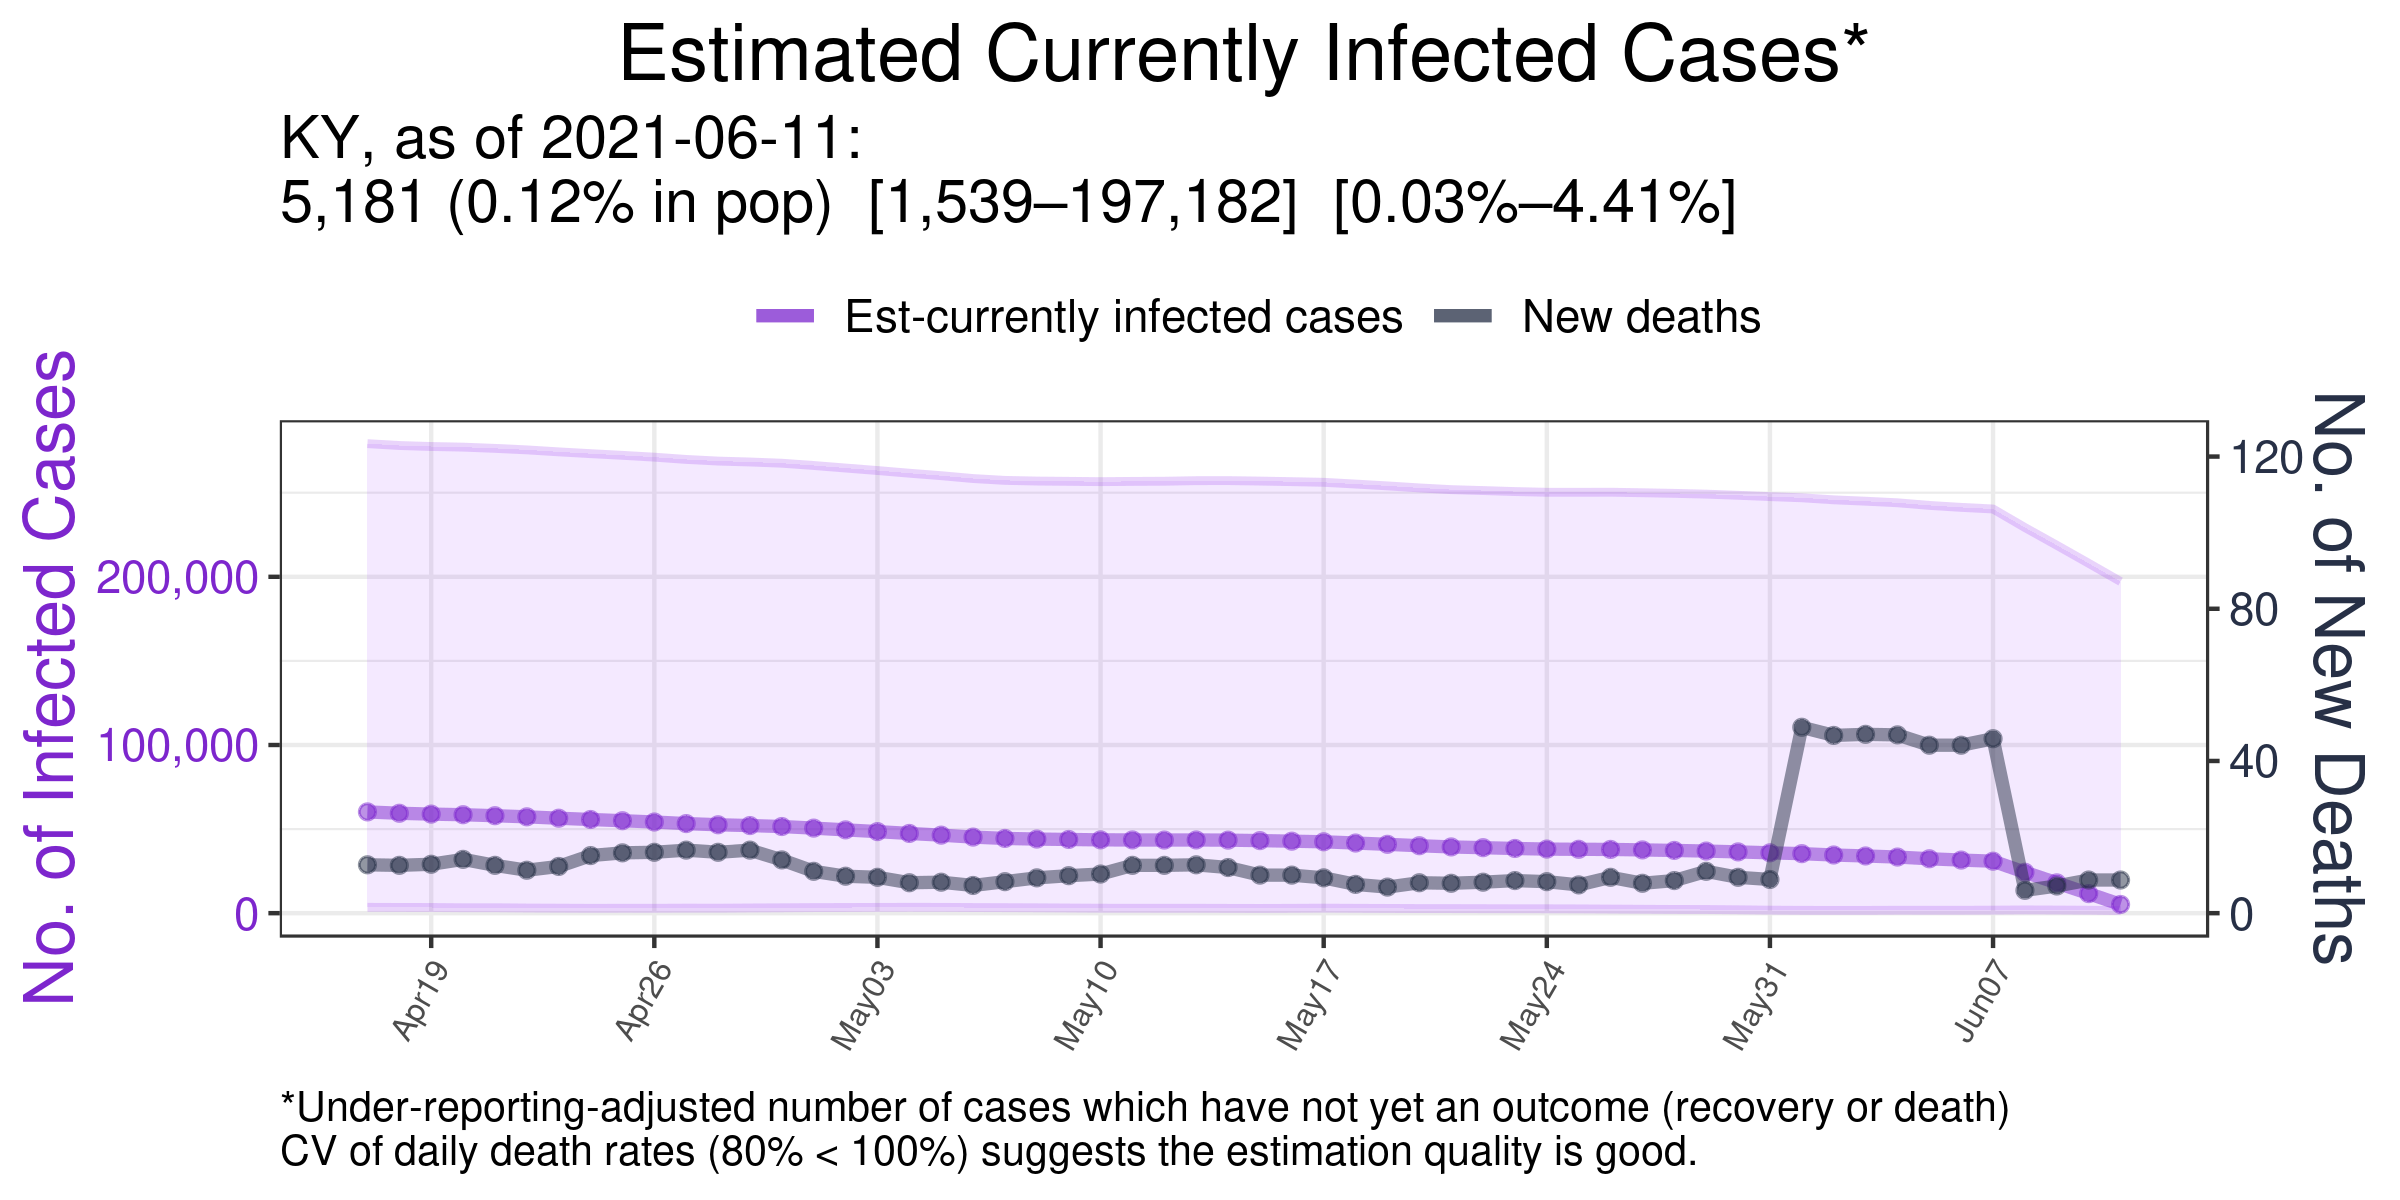 Estimated Currently Infected Cases*
KY, as of 2021-06-11:
5,181 (0.12% in pop)  [1,539–197,182]  [0.03%–4.41%]
Est-currently infected cases
New deaths
No. of Infected Cases
200,000
100,000
0
120
80
40
0
No. of New Deaths
Apr19
Apr26
May03
May10
May17
May24
May31
Jun07
*Under-reporting-adjusted number of cases which have not yet an outcome (recovery or death)
CV of daily death rates (80% < 100%) suggests the estimation quality is good.